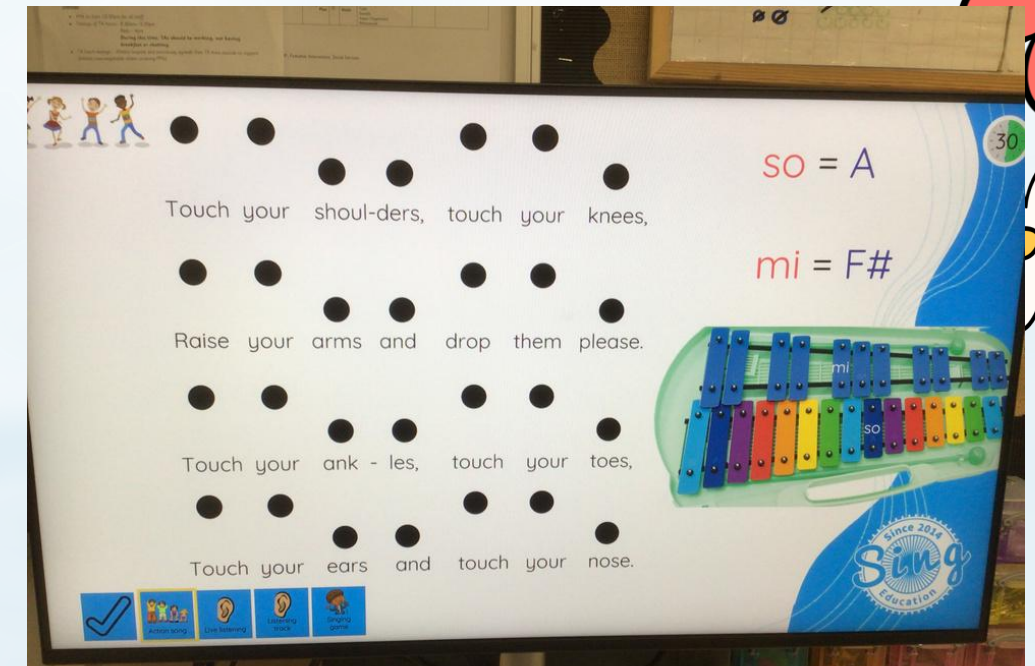 Touch your shoul-ders, touch your knees,
Raise your arms and drop them please.
Touch your ank - les, touch your toes,
Touch your ears and touch your nose.
so = A
mi = F#
30
mi
so
Since 2014
Sing
Education
Action song
Live listening
Listening track
Singing game